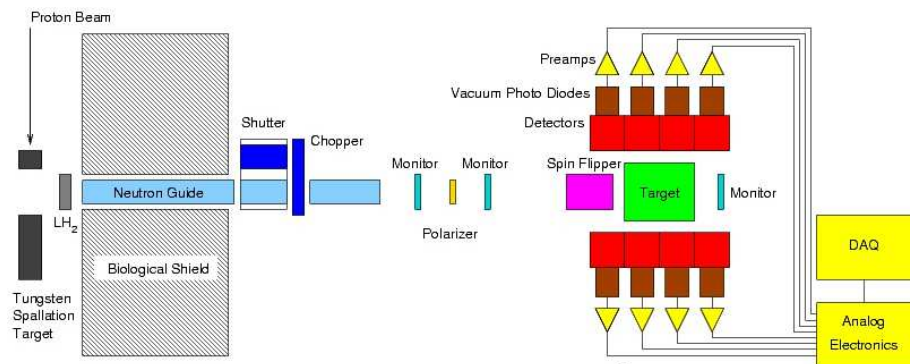 Proton Beam
Preamps
Vacuum Photo Diodes
Shutter
Detectors
Chopper
Monitor
Monitor
Spin Flipper
Neutron Guide
Target
Monitor
LH2
Polarizer
Biological Shield
DAQ
Tungsten
Spallation
Target
Analog
Electronics